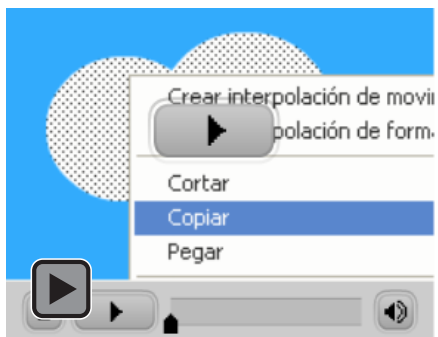 Crear interpolación de movi
polación de form
Cortar
Copiar
Pegar